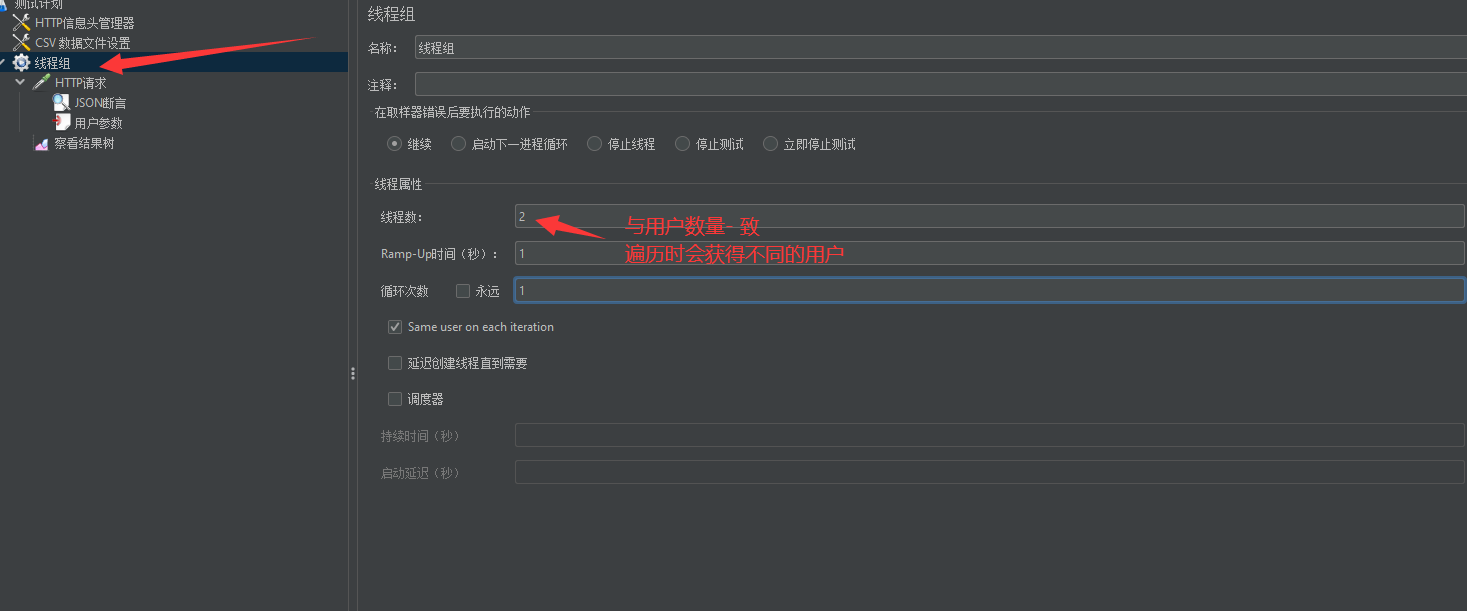 测试计划
HTTP信息头管理器
CSV 数据文件设置
线程组
HTTP请求
JSON断言
用户参数
察看结果树
线程组
名称：
线程组
注释：
在取样器错误后要执行的动作
继续
启动下一进程循环
停止线程
停止测试
立即停止测试
线程属性
线程数：
2
与用户数量- 致
Ramp-Up时间（秒）：
1
遍历时会获得不同的用户
循环次数
永远
1
Same user on each iteration
延迟创建线程直到需要
调度器
持续时间（秒）
启动延迟（秒）